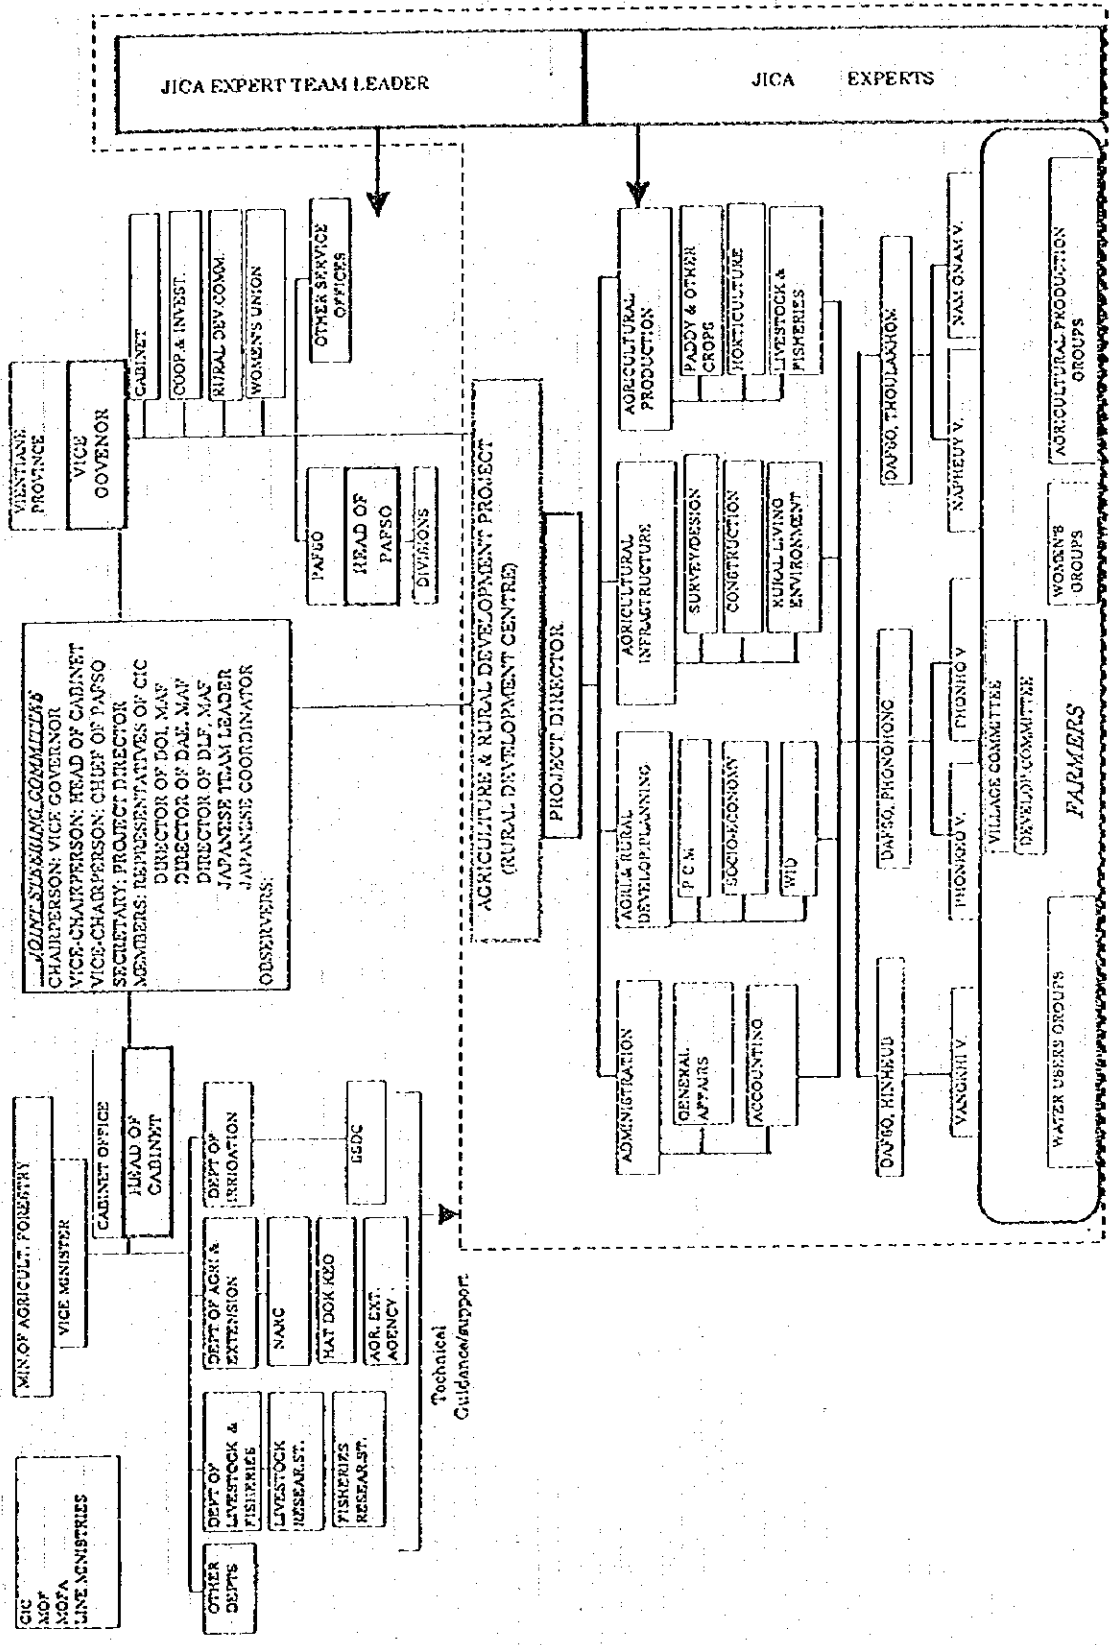 CIC
MOF
MOFA
LINE MINISTRIES
MIN.OF AGRICULT. FORESTRY
VICE MINISTER
CABINET OFFICE
HEAD OF
CABINET
OTHER
DEPTS
DEPT OF
LIVESTOCK &
FISHERIES
LIVESTOCK
RESEAR.ST.
FISHERIES
RESEAR.ST.
DEPT OF AGRI &
EXTENSION
NARC
HAT DOK KEO
AGR. EXT.
AGENCY
DEPT OF
IRRIGATION
Technical
Guidance/support
JOINT STEERING COMMITTEE
CHAIRPERSON: VICE GOVERNOR
VICE-CHAIRPERSON: HEAD OF CABINET
VICE-CHAIRPERSON: CHIEF OF PAFSO
SECRETARY: PROJECT DIRECTOR
MEMBERS: REPRESENTATIVES OF CIC
DIRECTOR OF DOI, MAF
DIRECTOR OF DAE, MAF
DIRECTOR OF DLF, MAF
JAPANESE TEAM LEADER
JAPANESE COORDINATOR
OBSERVERS:
VIENTIANE
PROVINCE
VICE
GOVENOR
CABINET
COOP.& INVEST.
RURAL DEV.COMM.
WOMEN'S UNION
PAFSO
HEAD OF
PAFSO
DIVISIONS
OTHER SERVICE
OFFICES
JICA EXPERT TEAM LEADER
JICA EXPERTS
AGRICULTURE & RURAL DEVELOPMENT PROJECT
(RURAL DEVELOPMENT CENTRE)
PROJECT DIRECTOR
ADMINISTRATION
GENERAL
AFFAIRS
ACCOUNTING
AGRI.& RURAL
DEVELOP.PLANNING
P C M
SOCIO-ECONOMY
WID
AGRICULTURAL
INFRASTRUCTURE
SURVEY/DESIGN
CONSTRUCTION
RURAL LIVING
ENVIRONMENT
AGRICULTURAL
PRODUCTION
PADDY & OTHER
CROPS
HORTICULTURE
LIVESTOCK &
FISHERIES
DAFSO, HINHEUB
DAFSO, PHONGHONG
DAFSO, THOULAKHOM
VANGKHI V.
PHONKEO V.
PHONHO V
NAPHEUY V.
NAM ONAM V.
WATER USERS GROUPS
VILLAGE COMMITTEE
DEVELOP.COMMITTEE
WOMEN'S
GROUPS
AGRICULTURAL PRODUCTION
GROUPS
FARMERS